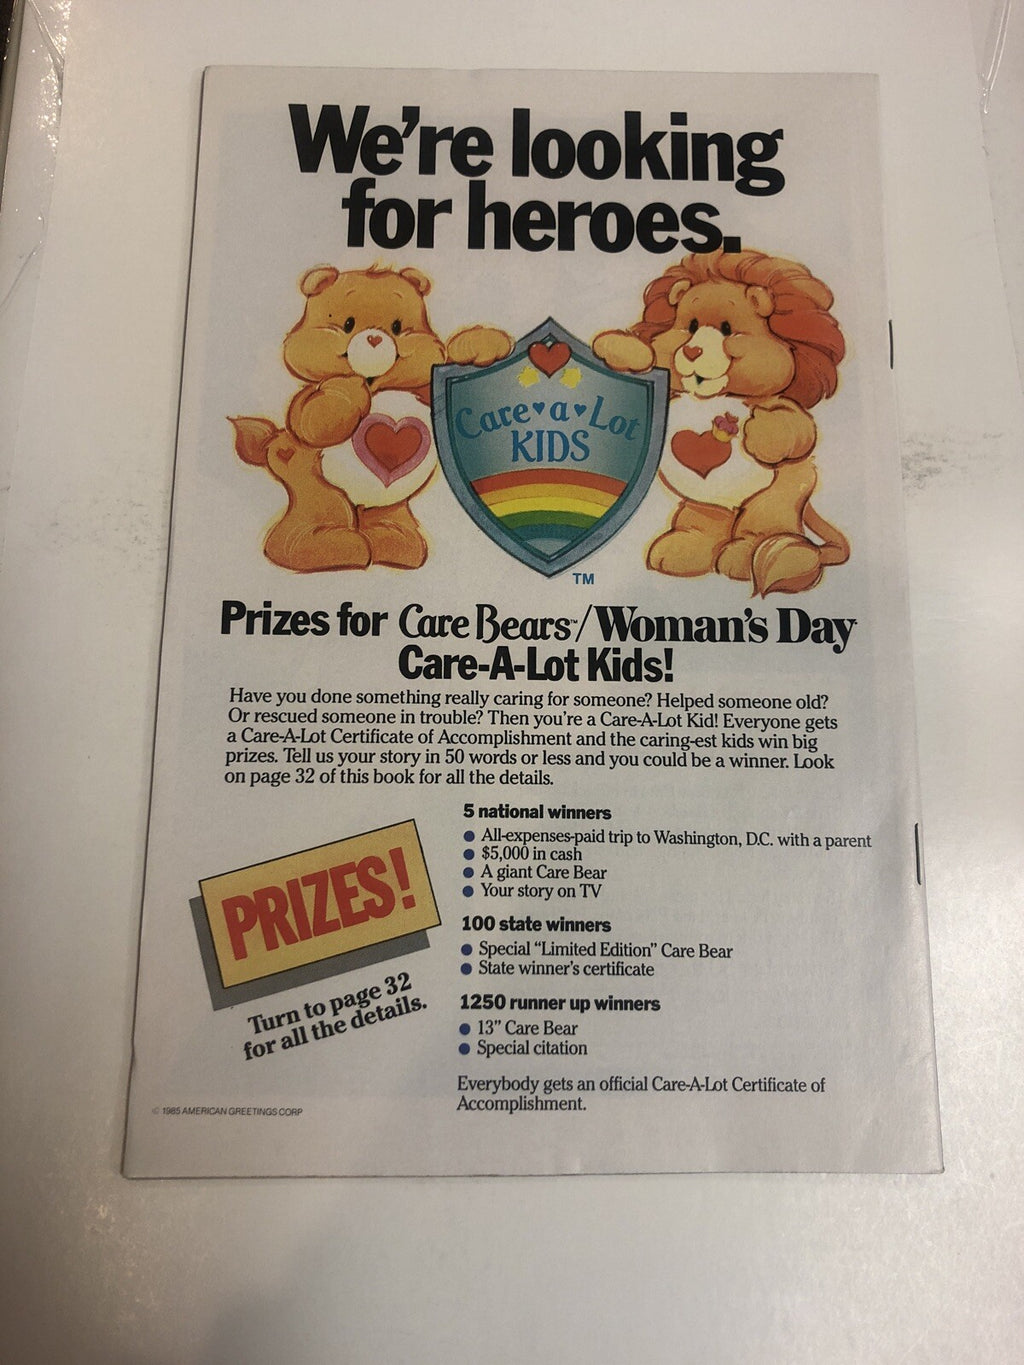 We're looking
for heroes.
Care♥a♥Lot
KIDS
TM
Prizes for Care Bears™/Woman's Day
Care-A-Lot Kids!
Have you done something really caring for someone? Helped someone old?
Or rescued someone in trouble? Then you're a Care-A-Lot Kid! Everyone gets
a Care-A-Lot Certificate of Accomplishment and the caring-est kids win big
prizes. Tell us your story in 50 words or less and you could be a winner. Look
on page 32 of this book for all the details.
PRIZES!
Turn to page 32
for all the details.
5 national winners
● All-expenses-paid trip to Washington, D.C. with a parent
● $5,000 in cash
● A giant Care Bear
● Your story on TV
100 state winners
● Special “Limited Edition” Care Bear
● State winner's certificate
1250 runner up winners
● 13” Care Bear
● Special citation
Everybody gets an official Care-A-Lot Certificate of
Accomplishment.
© 1985 AMERICAN GREETINGS CORP